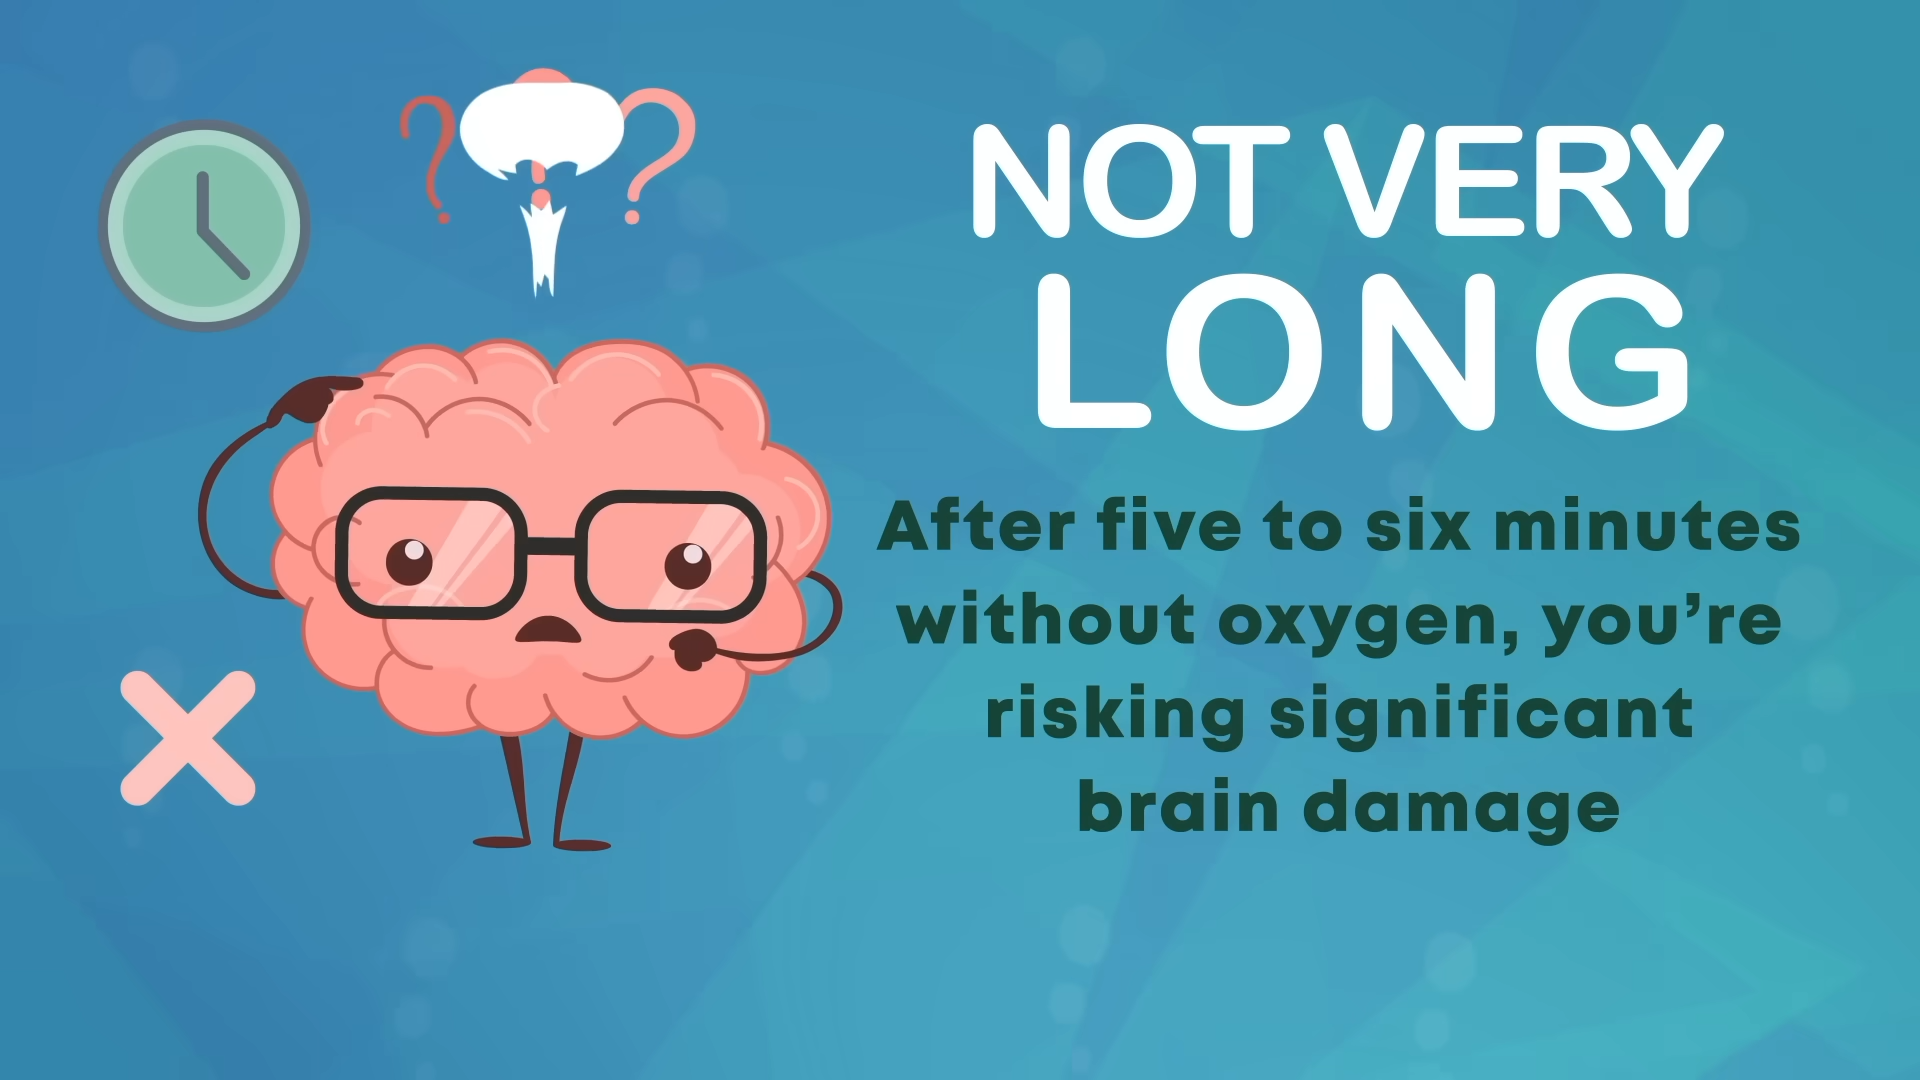 ? ?
NOT VERY
LONG
After five to six minutes
without oxygen, you’re
risking significant
brain damage